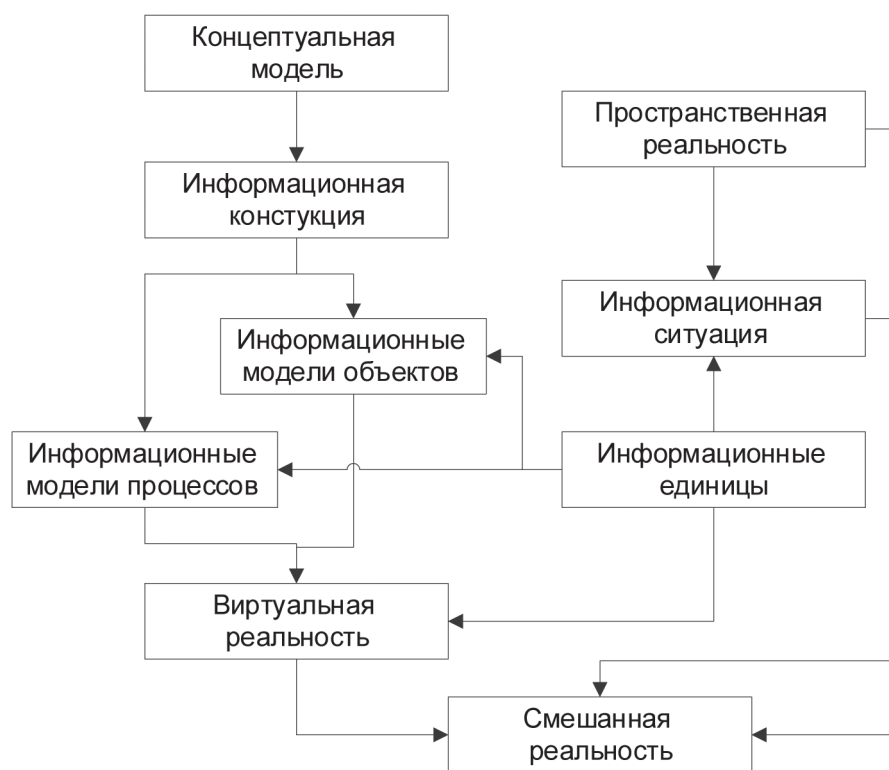 Концептуальная
модель
Пространственная
реальность
Информационная
констукция
Информационная
ситуация
Информационные
модели объектов
Информационные
модели процессов
Информационные
единицы
Виртуальная
реальность
Смешанная
реальность